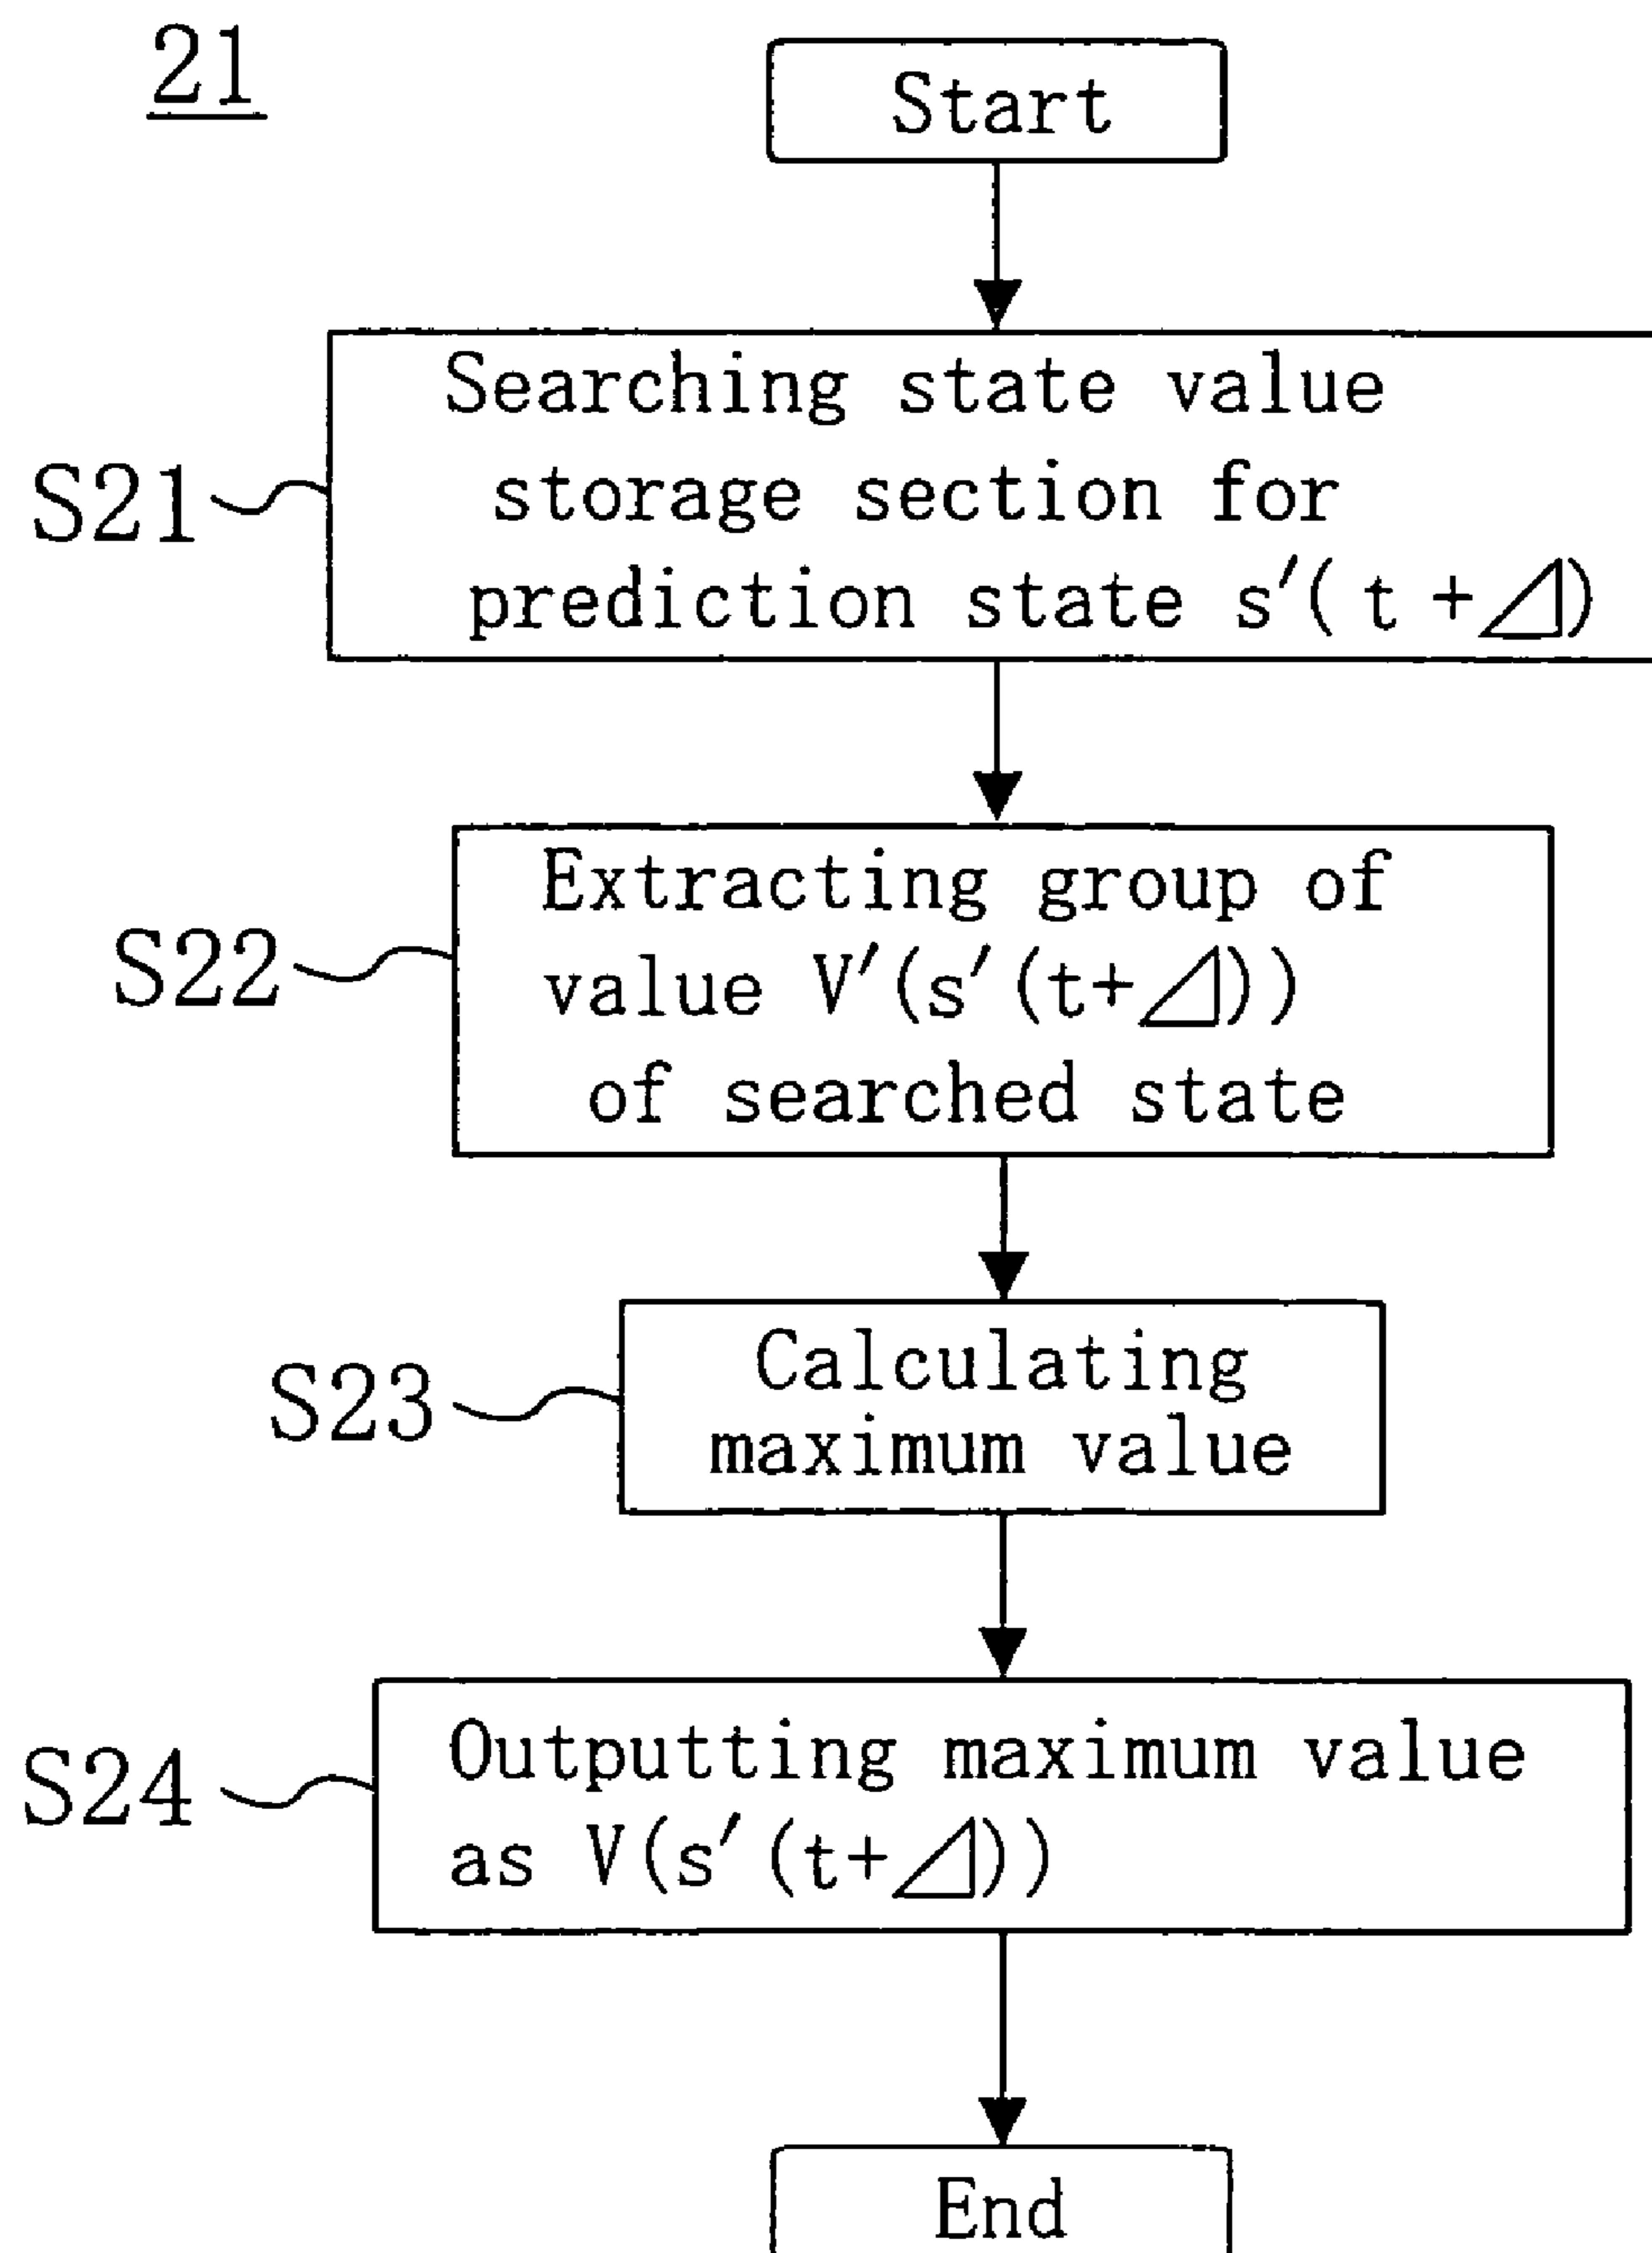 21
Start
S21
Searching state value
storage section for
prediction state s′( t +⊿)
S22
Extracting group of
value V′(s′(t+⊿))
of searched state
S23
Calculating
maximum value
S24
Outputting maximum value
as V(s′(t+⊿))
End